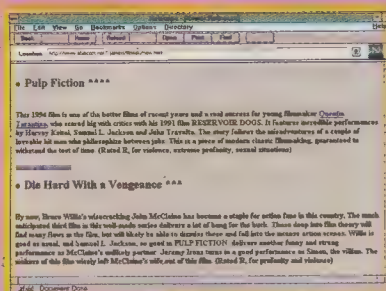 File Edit View Go Bookmarks Options Directory Help
Back Home Reload Open Print Find
Location: http://www.
• Pulp Fiction ****
This 1994 film is one of the better films of recent years and a real success for young filmmaker Quentin
Tarantino, who scored big with critics with his 1991 film RESERVOIR DOGS. It features incredible performances
by Harvey Keitel, Samuel L. Jackson and John Travolta. The story follows the misadventures of a couple of
loveable hit men who philosophize between jobs. This is a piece of modern classic filmmaking, guaranteed to
withstand the test of time. (Rated R, for violence, extreme profanity, sexual situations)
• Die Hard With a Vengeance ***
By now, Bruce Willis's wisecracking John McClaine has become a staple for action fans in this country. The much
anticipated third film in this well-made series delivers a lot of bang for the buck. Those deep into film theory will
find many flaws in the film, but will likely be able to dismiss these and fall into the nonstop action scenes. Willis is
good as usual, and Samuel L. Jackson, so good in PULP FICTION delivers another funny and strong
performance as McClaine's unlikely partner. Jeremy Irons turns in a good performance as Simon, the villian. The
makers of this film wisely left McClaine's wife out of this film. (Rated R, for profanity and violence)
Document: Done